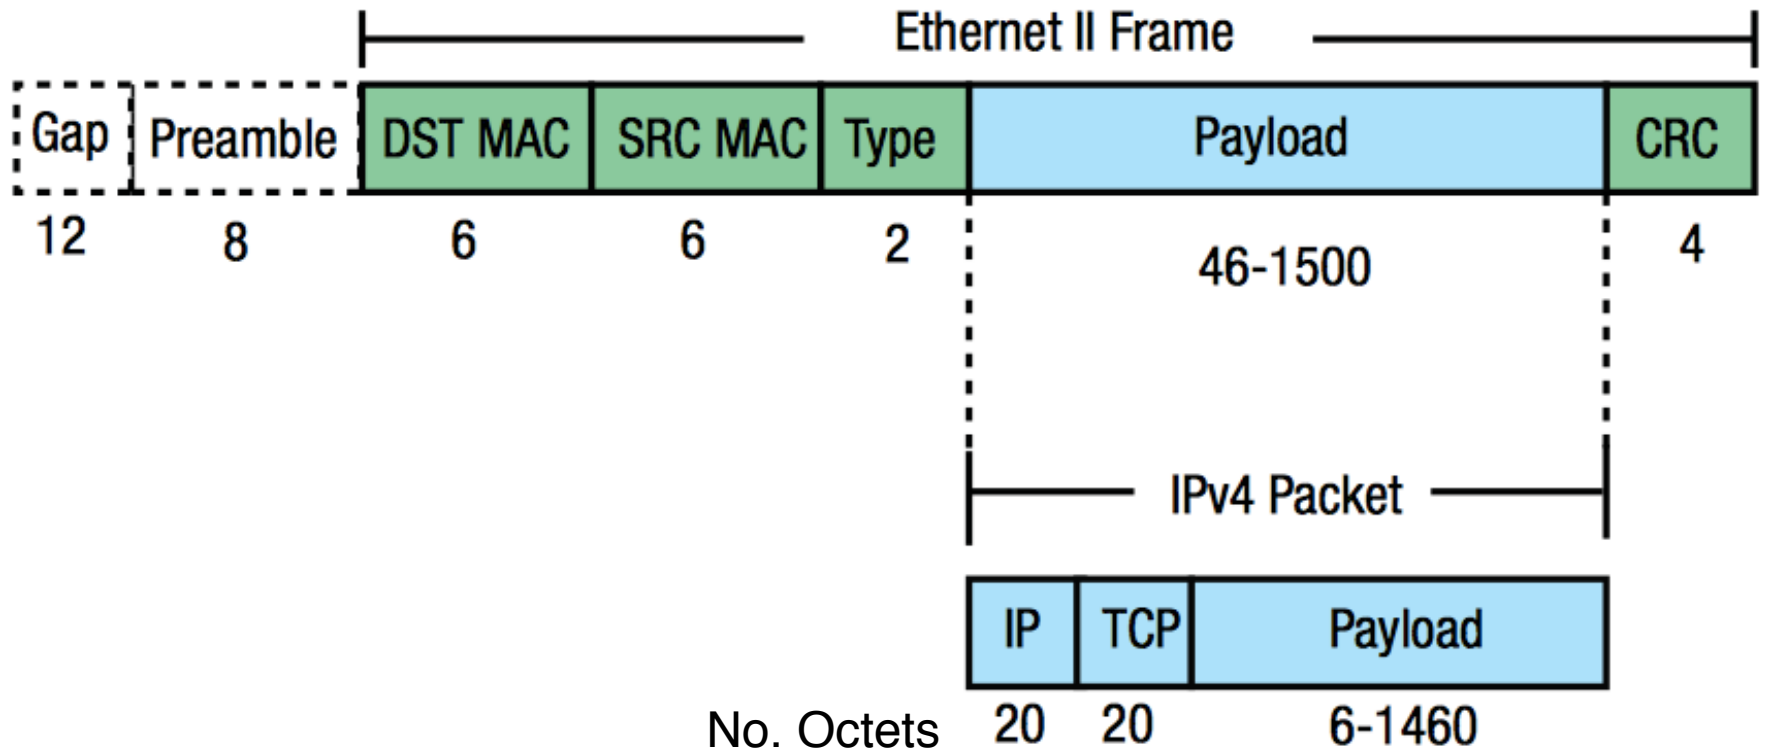 Ethernet II Frame
Gap Preamble DST MAC SRC MAC Type Payload CRC
12 8 6 6 2 46-1500 4
IPv4 Packet
IP TCP Payload
No. Octets 20 20 6-1460